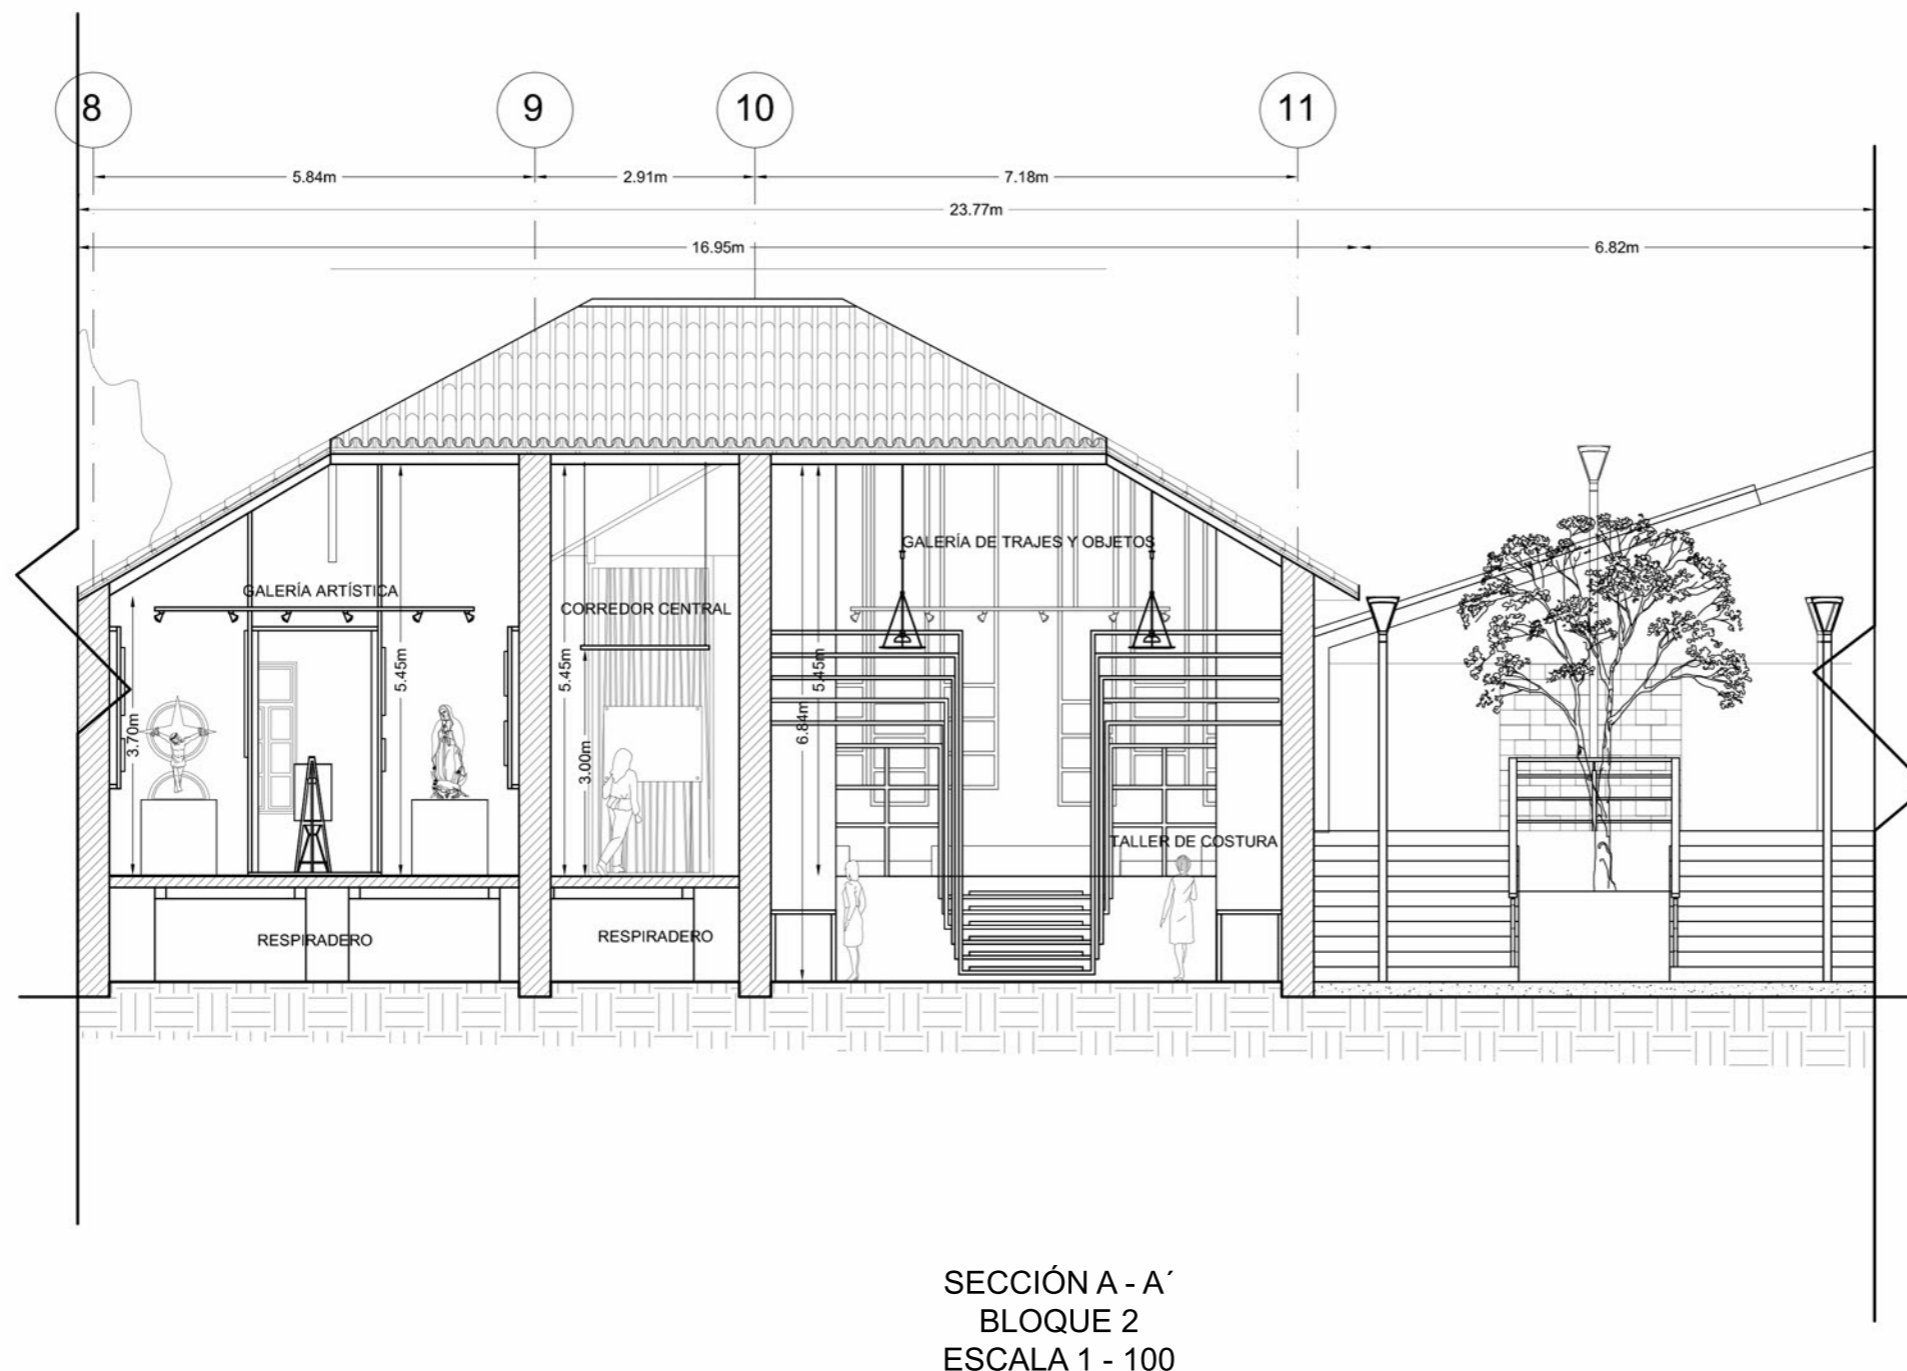 8
9
10
11
5.84m
2.91m
7.18m
23.77m
16.95m
6.82m
GALERÍA DE TRAJES Y OBJETOS
GALERÍA ARTÍSTICA
CORREDOR CENTRAL
5.45m
5.45m
5.45m
3.70m
6.84m
3.00m
TALLER DE COSTURA
RESPIRADERO
RESPIRADERO
SECCIÓN A - A´
BLOQUE 2
ESCALA 1 - 100